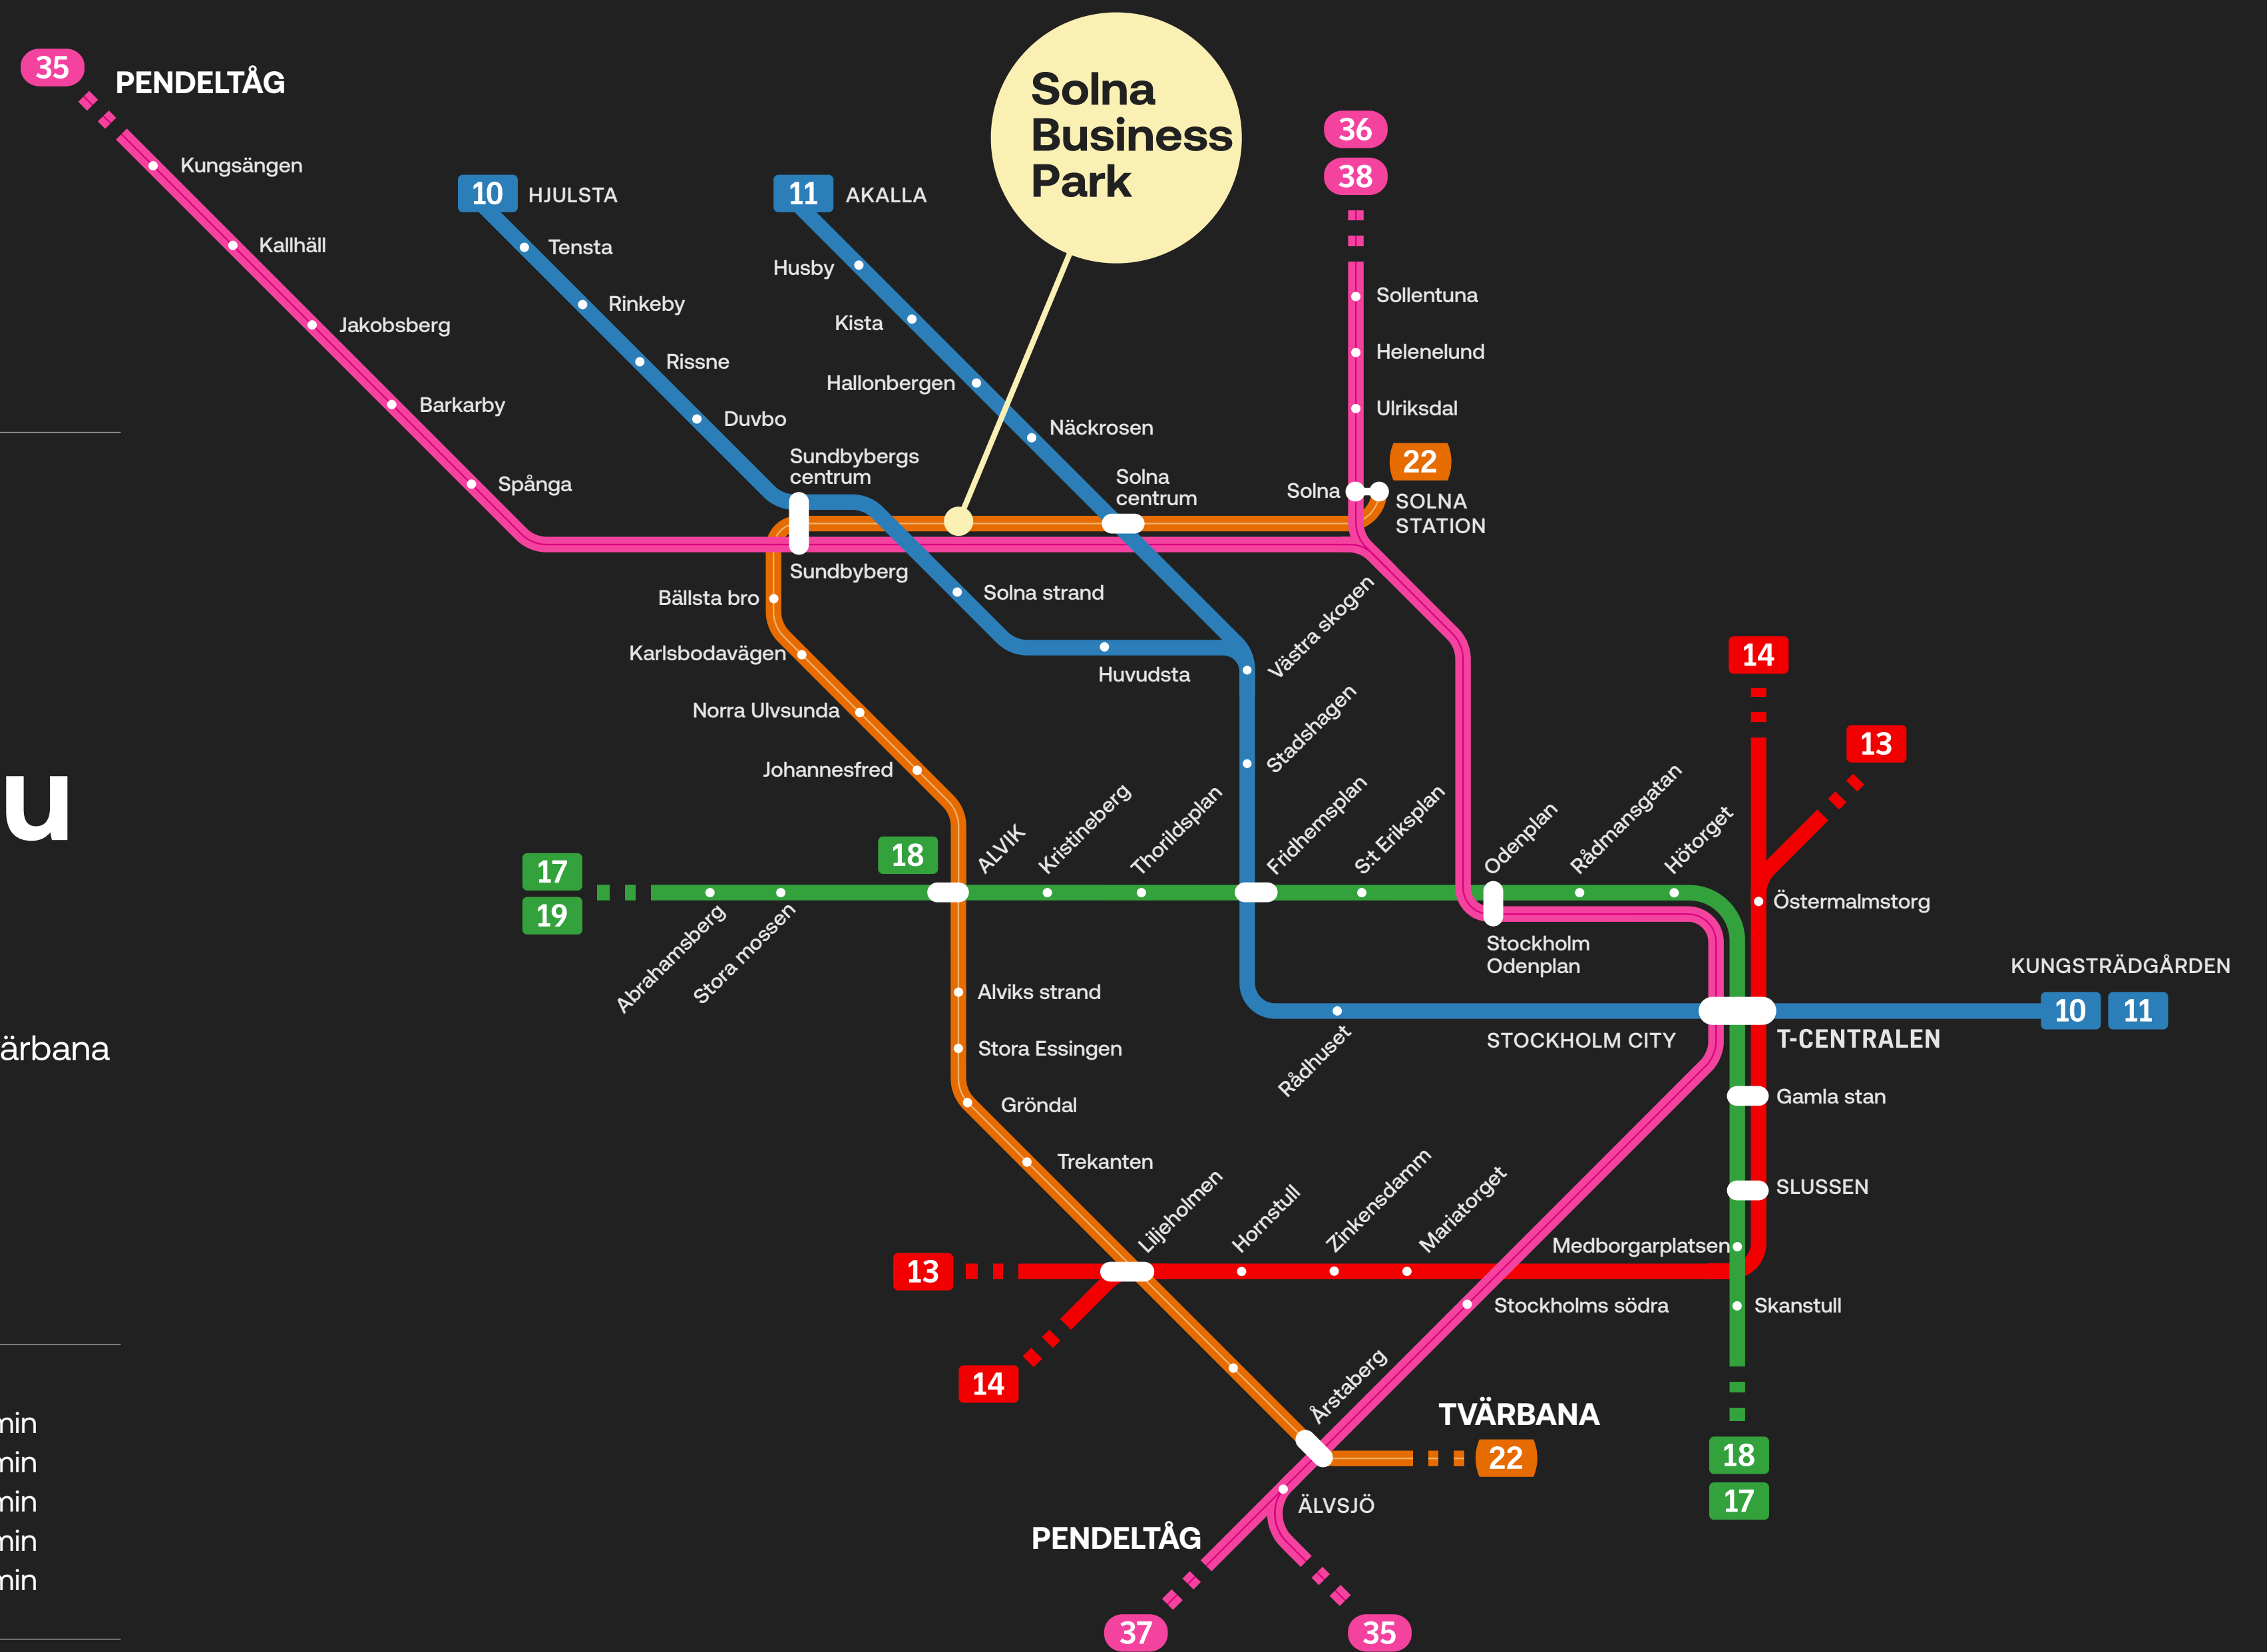 35
PENDELTÅG
Kungsängen
Kallhäll
Jakobsberg
Barkarby
Spånga
10 HJULSTA
Tensta
Rinkeby
Rissne
Duvbo
Sundbybergs
centrum
11 AKALLA
Husby
Kista
Hallonbergen
Näckrosen
Solna
centrum
Solna
Business
Park
36
38
Sollentuna
Helenelund
Ulriksdal
22
Solna
SOLNA
STATION
Sundbyberg
Bällsta bro
Karlsbodavägen
Norra Ulvsunda
Johannesfred
Solna strand
Huvudsta
Västra skogen
Stadshagen
14
13
u
17
19
18
ALVIK
Kristineberg
Thorildsplan
Fridhemsplan
S:t Eriksplan
Odenplan
Rådmansgatan
Hötorget
Östermalmstorg
Abrahamsberg
Stora mossen
Stockholm
Odenplan
KUNGSTRÄDGÅRDEN
10 11
Alviks strand
Stora Essingen
Gröndal
Trekanten
Rådhuset
STOCKHOLM CITY
T-CENTRALEN
ärbana
Gamla stan
SLUSSEN
Liljeholmen
Hornstull
Zinkensdamm
Mariatorget
Medborgarplatsen
13
Stockholms södra
Skanstull
14
Årstaberg
TVÄRBANA
22
18
17
ÄLVSJÖ
PENDELTÅG
37
35
min
min
min
min
min